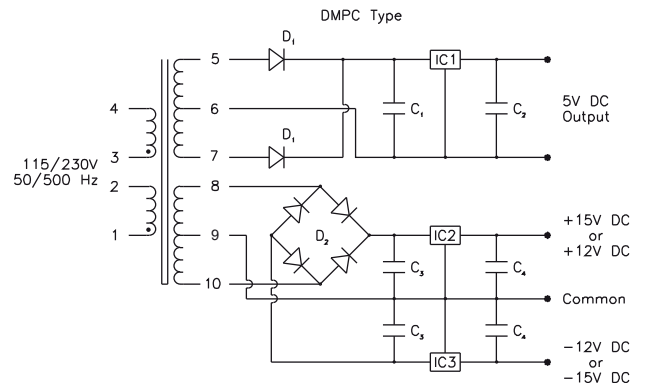 DMPC Type
D₁
5
IC1
4
6
C₁
C₂
5V DC
Output
3
7
D₁
115/230V
50/500 Hz
2
8
+15V DC
or
+12V DC
1
9
D₂
IC2
C₃
C₄
10
Common
C₃
C₄
IC3
−12V DC
or
−15V DC